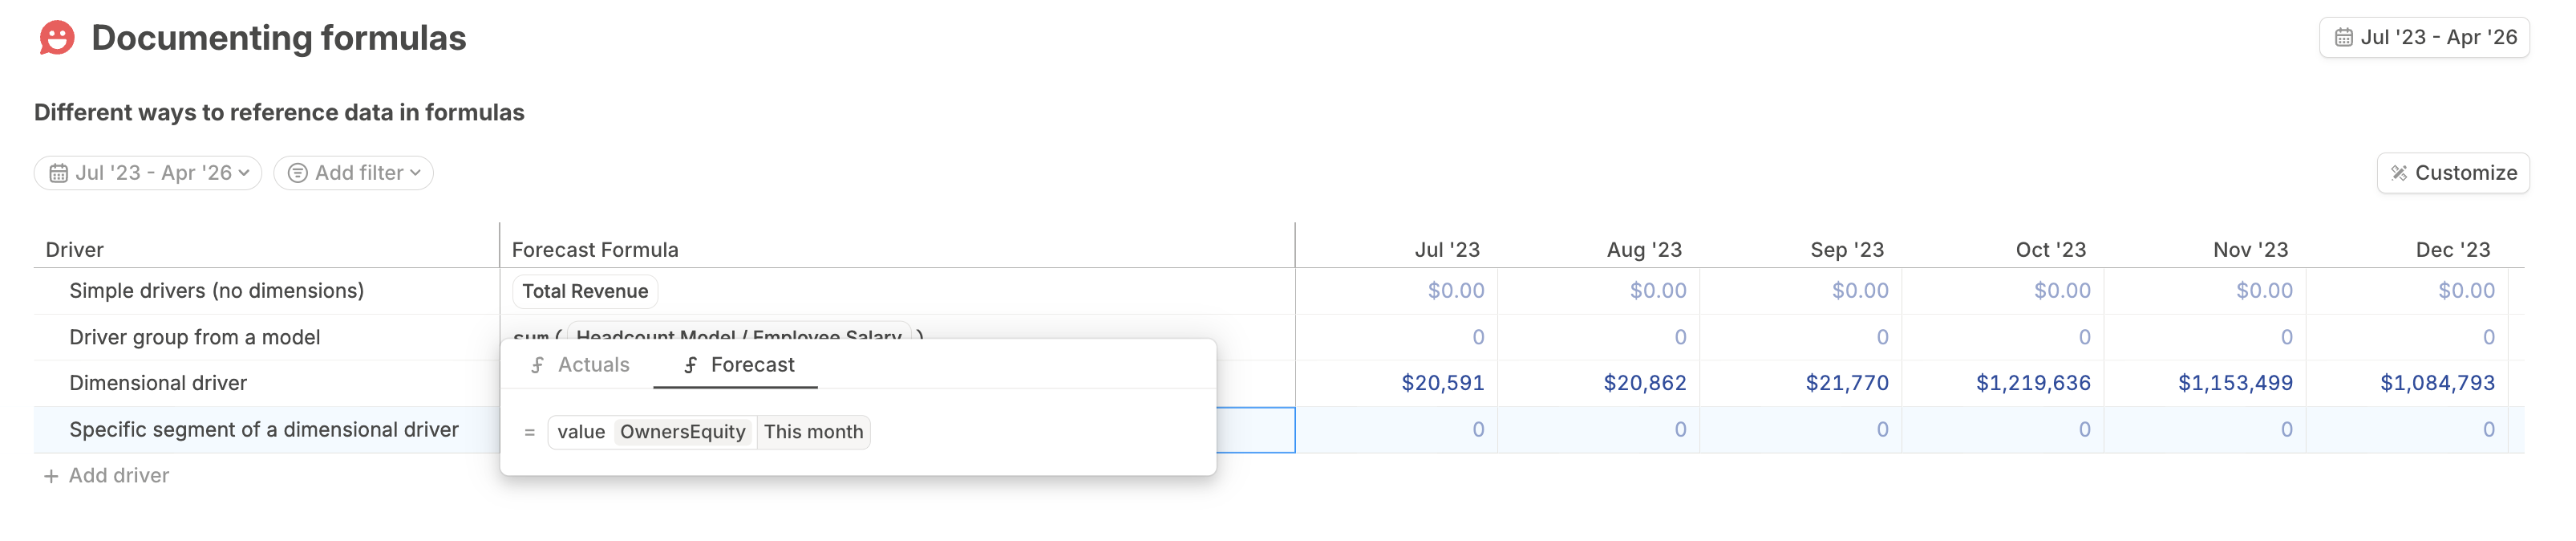 Documenting formulas
Jul '23 - Apr '26
Different ways to reference data in formulas
Jul '23 - Apr '26 Add filter
Customize
Driver Forecast Formula Jul '23 Aug '23 Sep '23 Oct '23 Nov '23 Dec '23
Simple drivers (no dimensions) Total Revenue $0.00 $0.00 $0.00 $0.00 $0.00 $0.00
Driver group from a model sum ( Headcount Model / Employee Salary ) 0 0 0 0 0 0
Actuals Forecast
Dimensional driver $20,591 $20,862 $21,770 $1,219,636 $1,153,499 $1,084,793
Specific segment of a dimensional driver = value OwnersEquity This month 0 0 0 0 0 0
+ Add driver